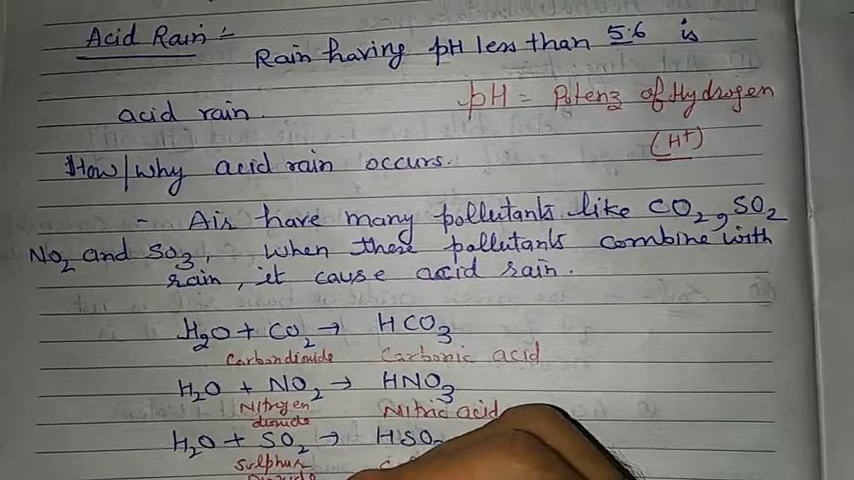 Acid Rain :-
Rain having pH less than 5.6 is
acid rain.
pH = Potenz of Hydrogen
(H+)
How/why acid rain occurs.
- Air have many pollutants like CO2, SO2
NO2 and SO3, when these pollutants combine with
rain, it cause acid rain.
H2O + CO2 → HCO3
Carbondioxide Carbonic acid
H2O + NO2 → HNO3
Nitrogen dioxide Nitric acid
H2O + SO2 → HSO
Sulphur
Dioxide